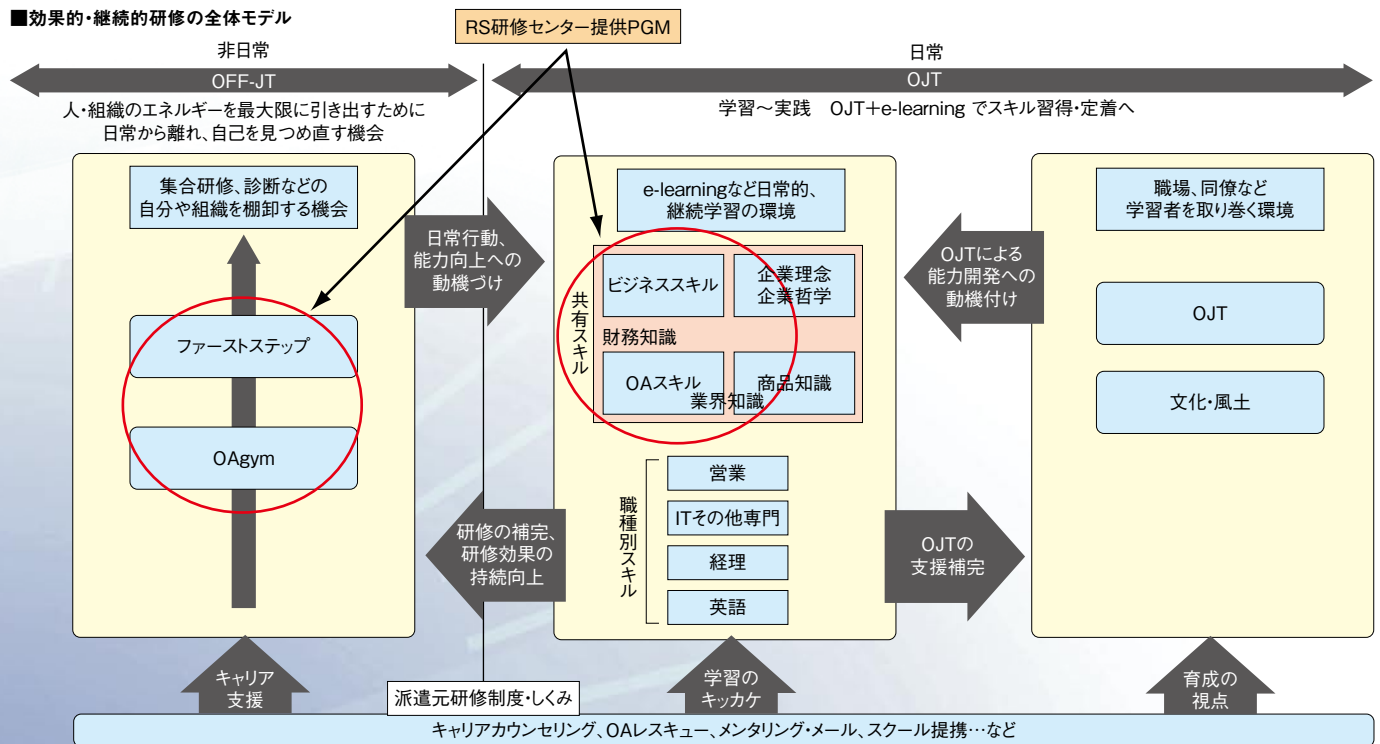 ■効果的・継続的研修の全体モデル
RS研修センター提供PGM
非日常
日常
OFF-JT
OJT
人・組織のエネルギーを最大限に引き出すために
日常から離れ、自己を見つめ直す機会
学習～実践　OJT+e-learning でスキル習得・定着へ
集合研修、診断などの
自分や組織を棚卸する機会
ファーストステップ
OAgym
日常行動、
能力向上への
動機づけ
研修の補完、
研修効果の
持続向上
e-learningなど日常的、
継続学習の環境
共有スキル
ビジネススキル
企業理念
企業哲学
財務知識
OAスキル
商品知識
業界知識
職種別スキル
営業
ITその他専門
経理
英語
OJTによる
能力開発への
動機付け
OJTの
支援補完
職場、同僚など
学習者を取り巻く環境
OJT
文化・風土
キャリア
支援
派遣元研修制度・しくみ
学習の
キッカケ
育成の
視点
キャリアカウンセリング、OAレスキュー、メンタリング・メール、スクール提携…など